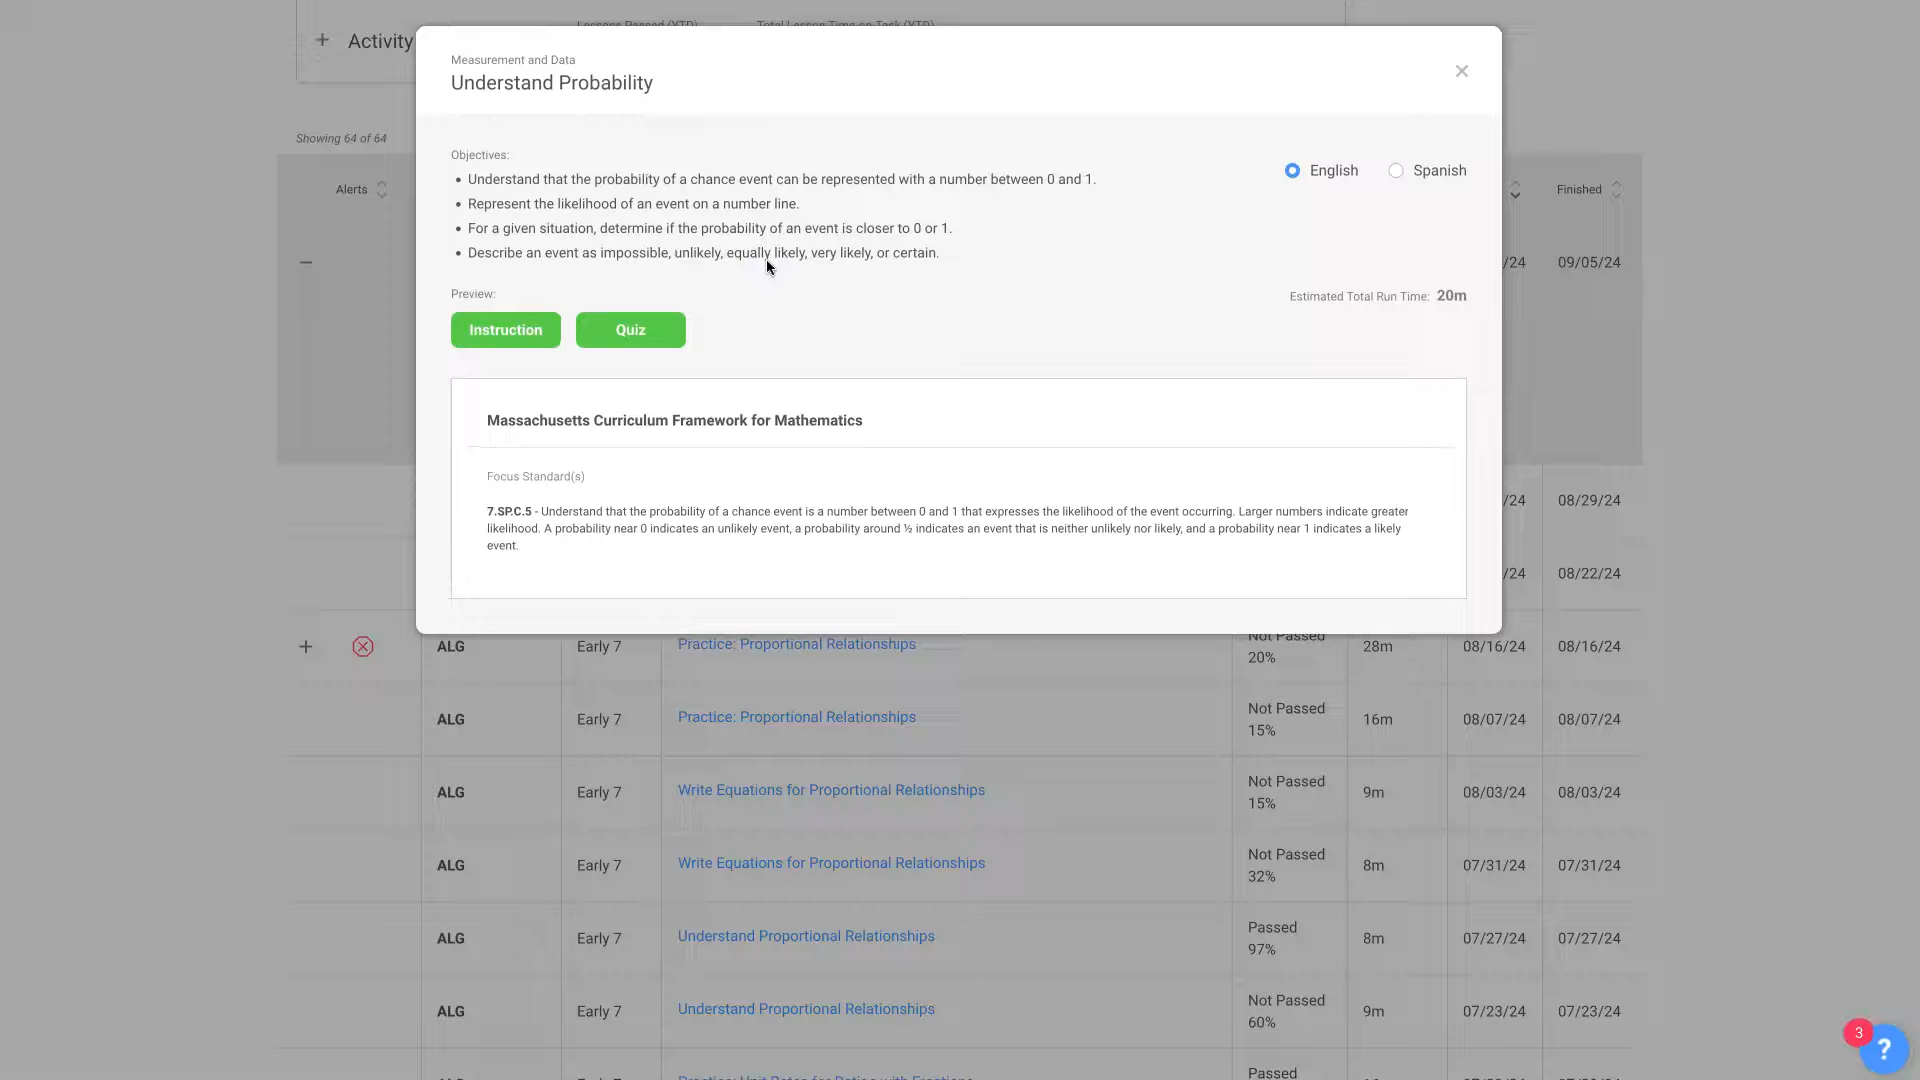 Lessons Passed (YTD) Total Lesson Time on Task (YTD)
+ Activity
Measurement and Data
Understand Probability
Showing 64 of 64
Objectives:
• Understand that the probability of a chance event can be represented with a number between 0 and 1.
English Spanish
Alerts Finished
• Represent the likelihood of an event on a number line.
• For a given situation, determine if the probability of an event is closer to 0 or 1.
• Describe an event as impossible, unlikely, equally likely, very likely, or certain.
/24 09/05/24
Preview:
Estimated Total Run Time: 20m
Instruction Quiz
Massachusetts Curriculum Framework for Mathematics
Focus Standard(s)
7.SP.C.5 - Understand that the probability of a chance event is a number between 0 and 1 that expresses the likelihood of the event occurring. Larger numbers indicate greater
likelihood. A probability near 0 indicates an unlikely event, a probability around ½ indicates an event that is neither unlikely nor likely, and a probability near 1 indicates a likely
event.
/24 08/29/24
/24 08/22/24
ALG Early 7 Practice: Proportional Relationships Not Passed 20% 28m 08/16/24 08/16/24
ALG Early 7 Practice: Proportional Relationships Not Passed 15% 16m 08/07/24 08/07/24
ALG Early 7 Write Equations for Proportional Relationships Not Passed 15% 9m 08/03/24 08/03/24
ALG Early 7 Write Equations for Proportional Relationships Not Passed 32% 8m 07/31/24 07/31/24
ALG Early 7 Understand Proportional Relationships Passed 97% 8m 07/27/24 07/27/24
ALG Early 7 Understand Proportional Relationships Not Passed 60% 9m 07/23/24 07/23/24
Passed
3
?